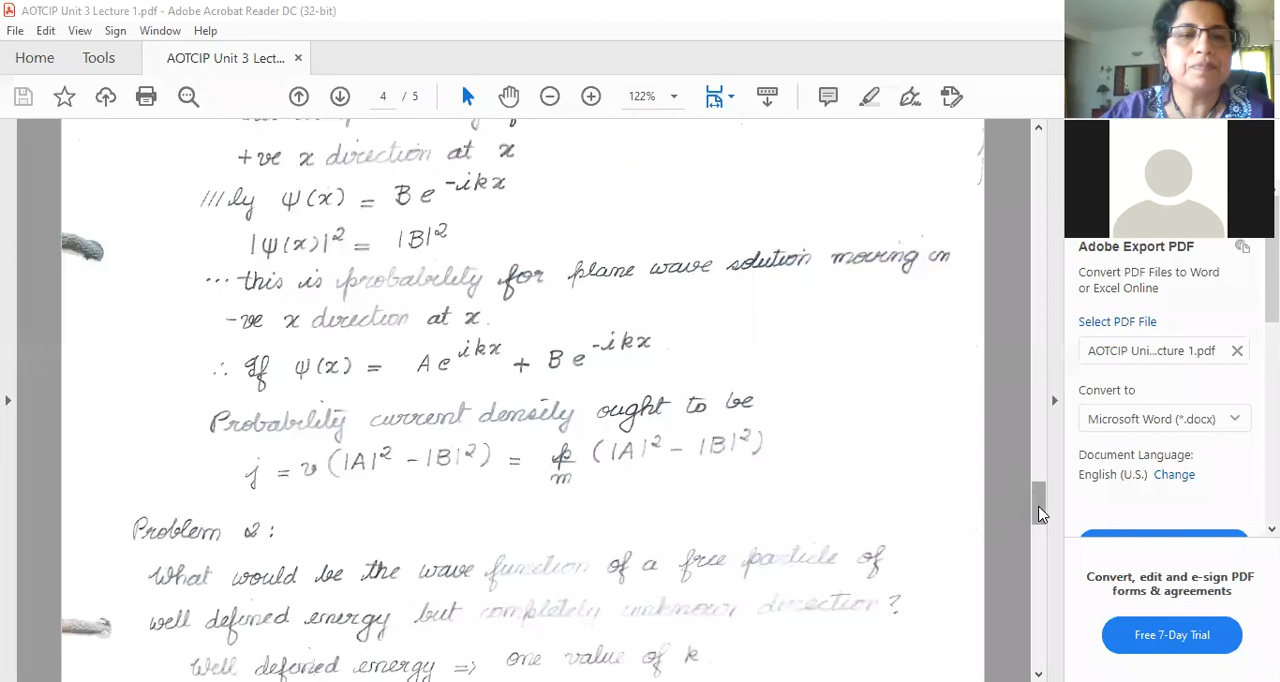 AOTCIP Unit 3 Lecture 1.pdf - Adobe Acrobat Reader DC (32-bit)
File Edit View Sign Window Help
Home Tools AOTCIP Unit 3 Lect... ×
4 / 5 122%
+ve x direction at x
///ly ψ(x) = B e^{-ikx}
|ψ(x)|² = |B|²
... this is probability for plane wave solution moving in
-ve x direction at x.
∴ If ψ(x) = A e^{ikx} + B e^{-ikx}
Probability current density ought to be
j = v (|A|² - |B|²) = p/m (|A|² - |B|²)
Problem 2:
What would be the wave function of a free particle of
well defined energy but completely unknown direction?
Well defined energy => one value of k
Adobe Export PDF
Convert PDF Files to Word
or Excel Online
Select PDF File
AOTCIP Uni...cture 1.pdf
Convert to
Microsoft Word (*.docx)
Document Language:
English (U.S.) Change
Convert, edit and e-sign PDF
forms & agreements
Free 7-Day Trial